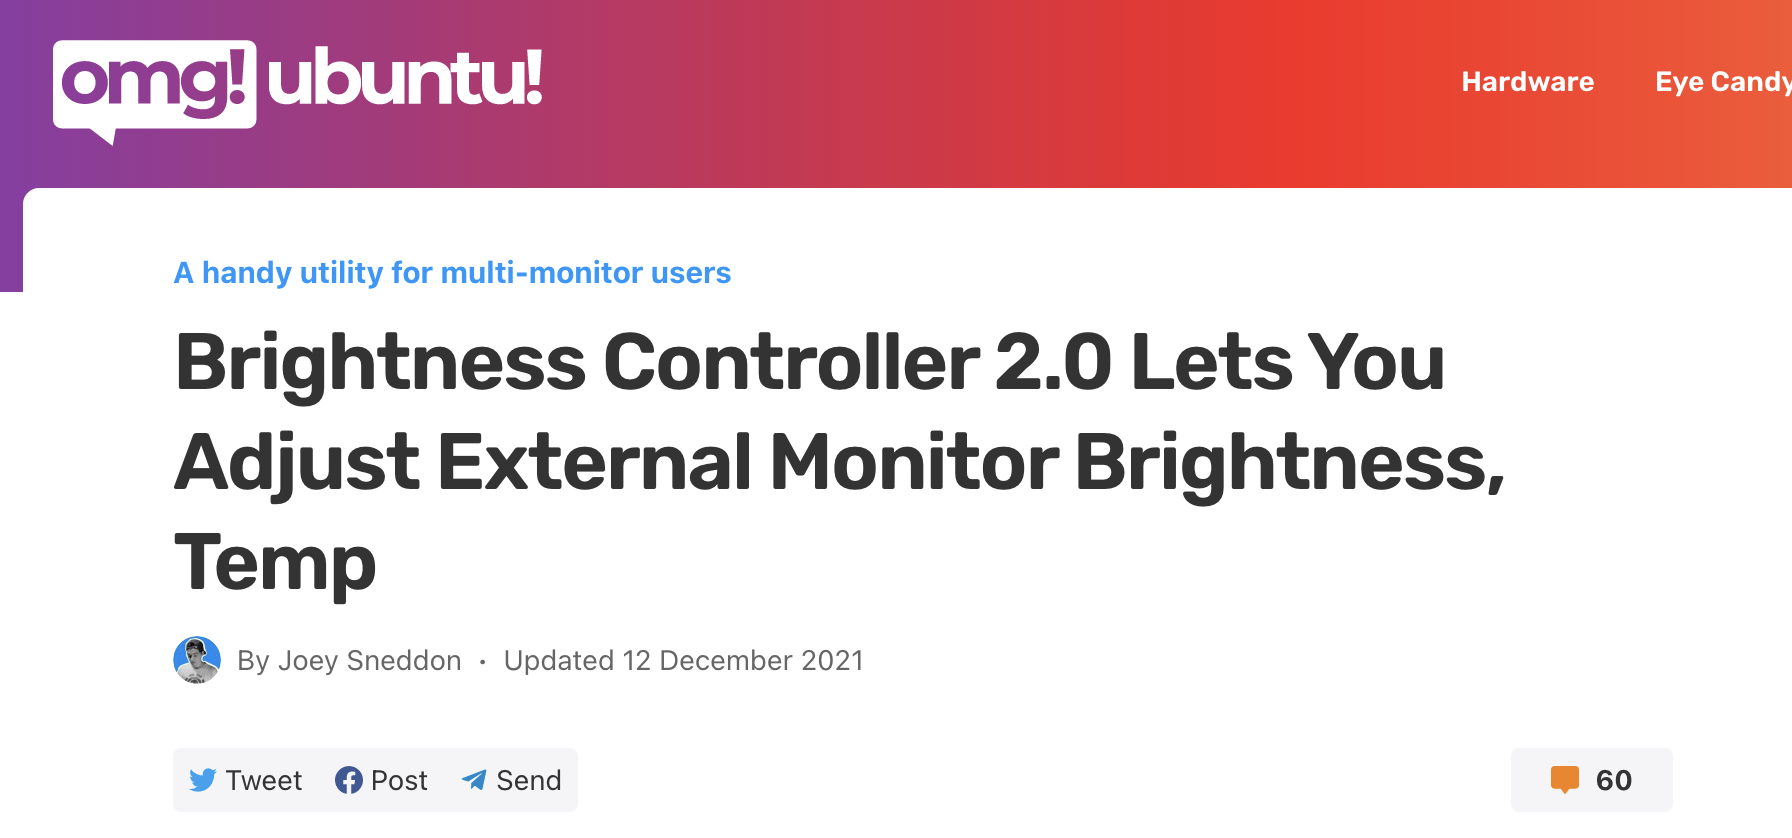 omg! ubuntu!
Hardware Eye Candy
A handy utility for multi-monitor users
Brightness Controller 2.0 Lets You
Adjust External Monitor Brightness,
Temp
By Joey Sneddon · Updated 12 December 2021
Tweet Post Send 60